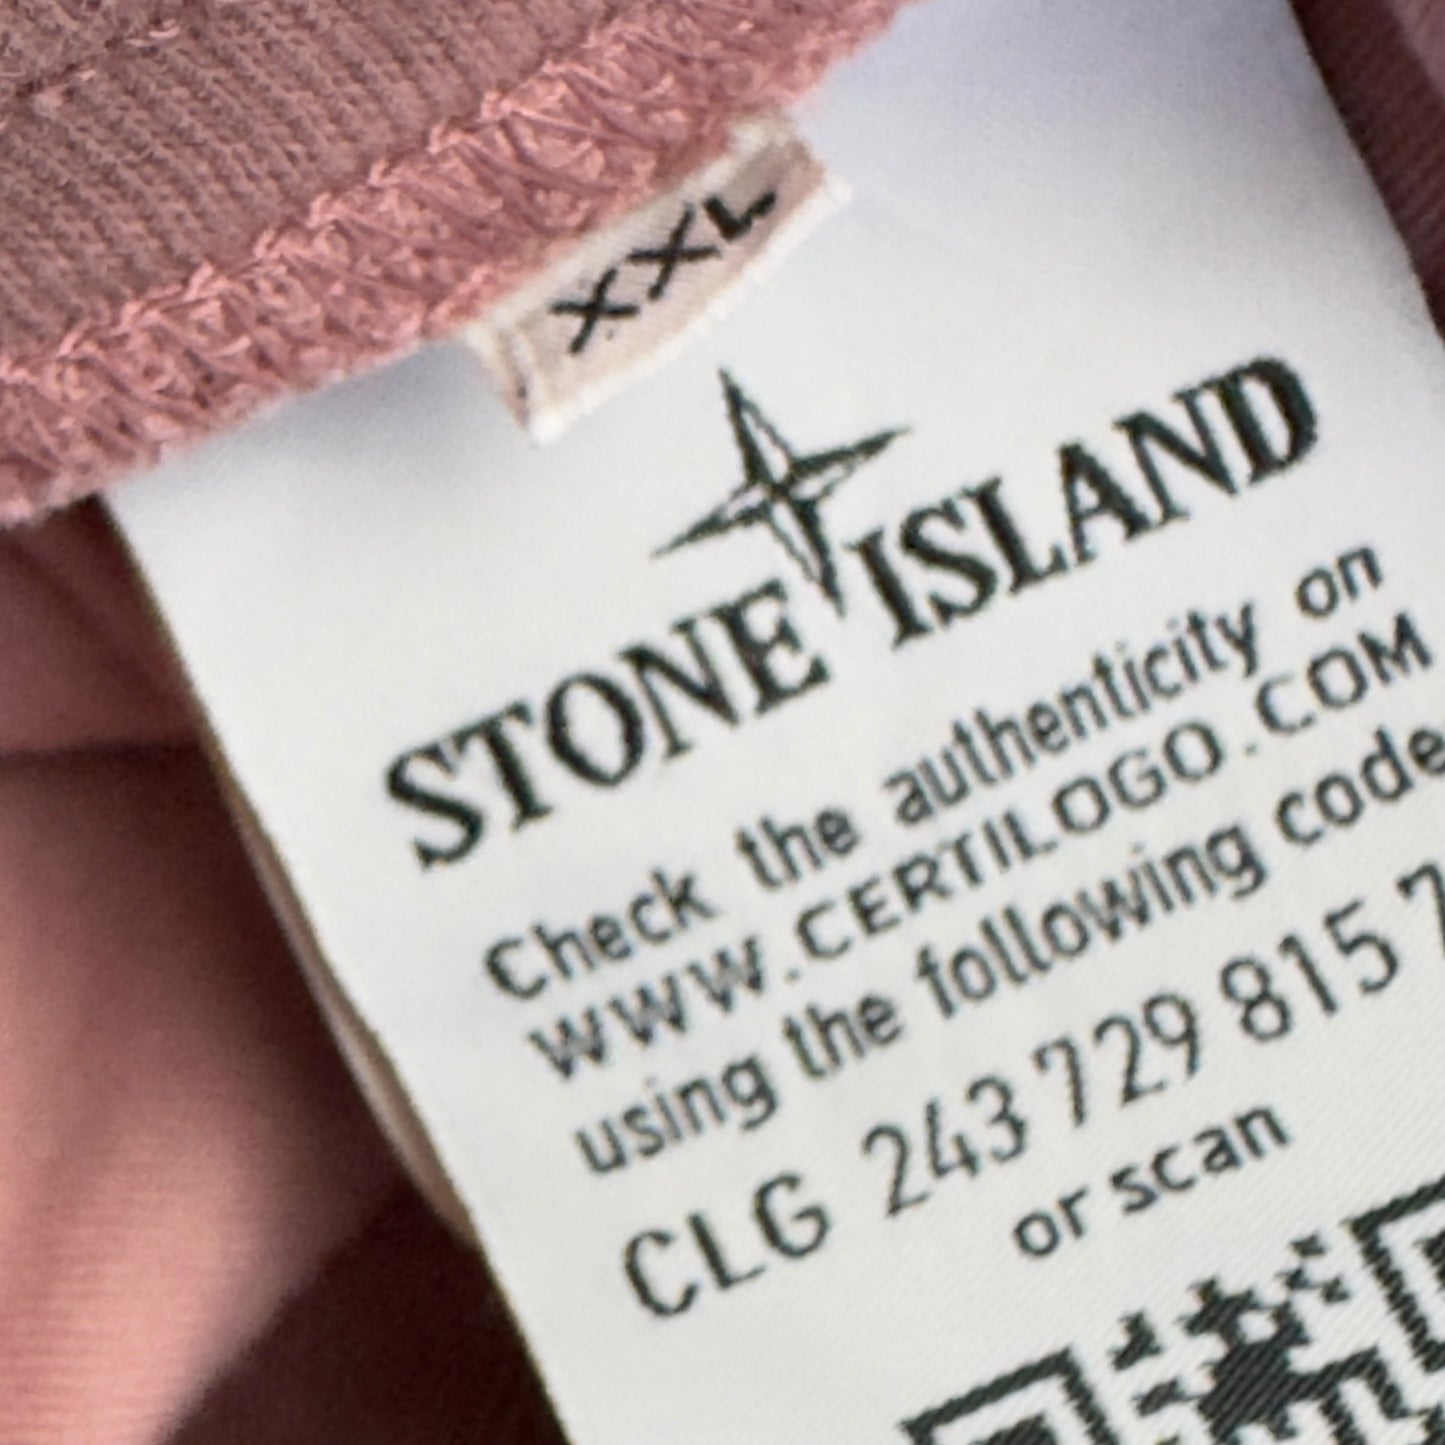 XXL
STONE ISLAND
Check the authenticity on
WWW.CERTILOGO.COM
using the following code
CLG 243 729 815 7
or scan